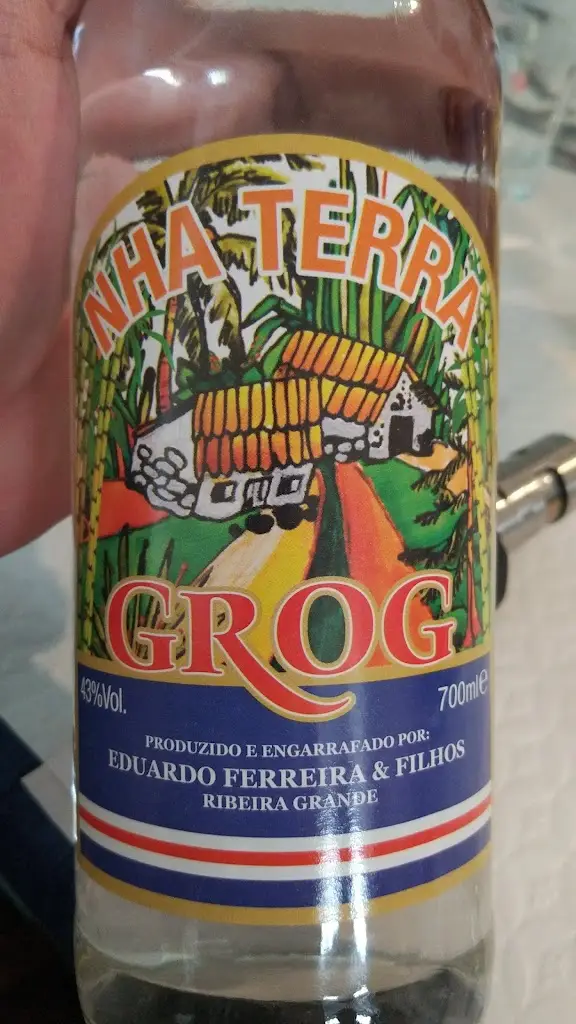 NHA TERRA
GROG
43%Vol.
700ml℮
PRODUZIDO E ENGARRAFADO POR:
EDUARDO FERREIRA & FILHOS
RIBEIRA GRANDE